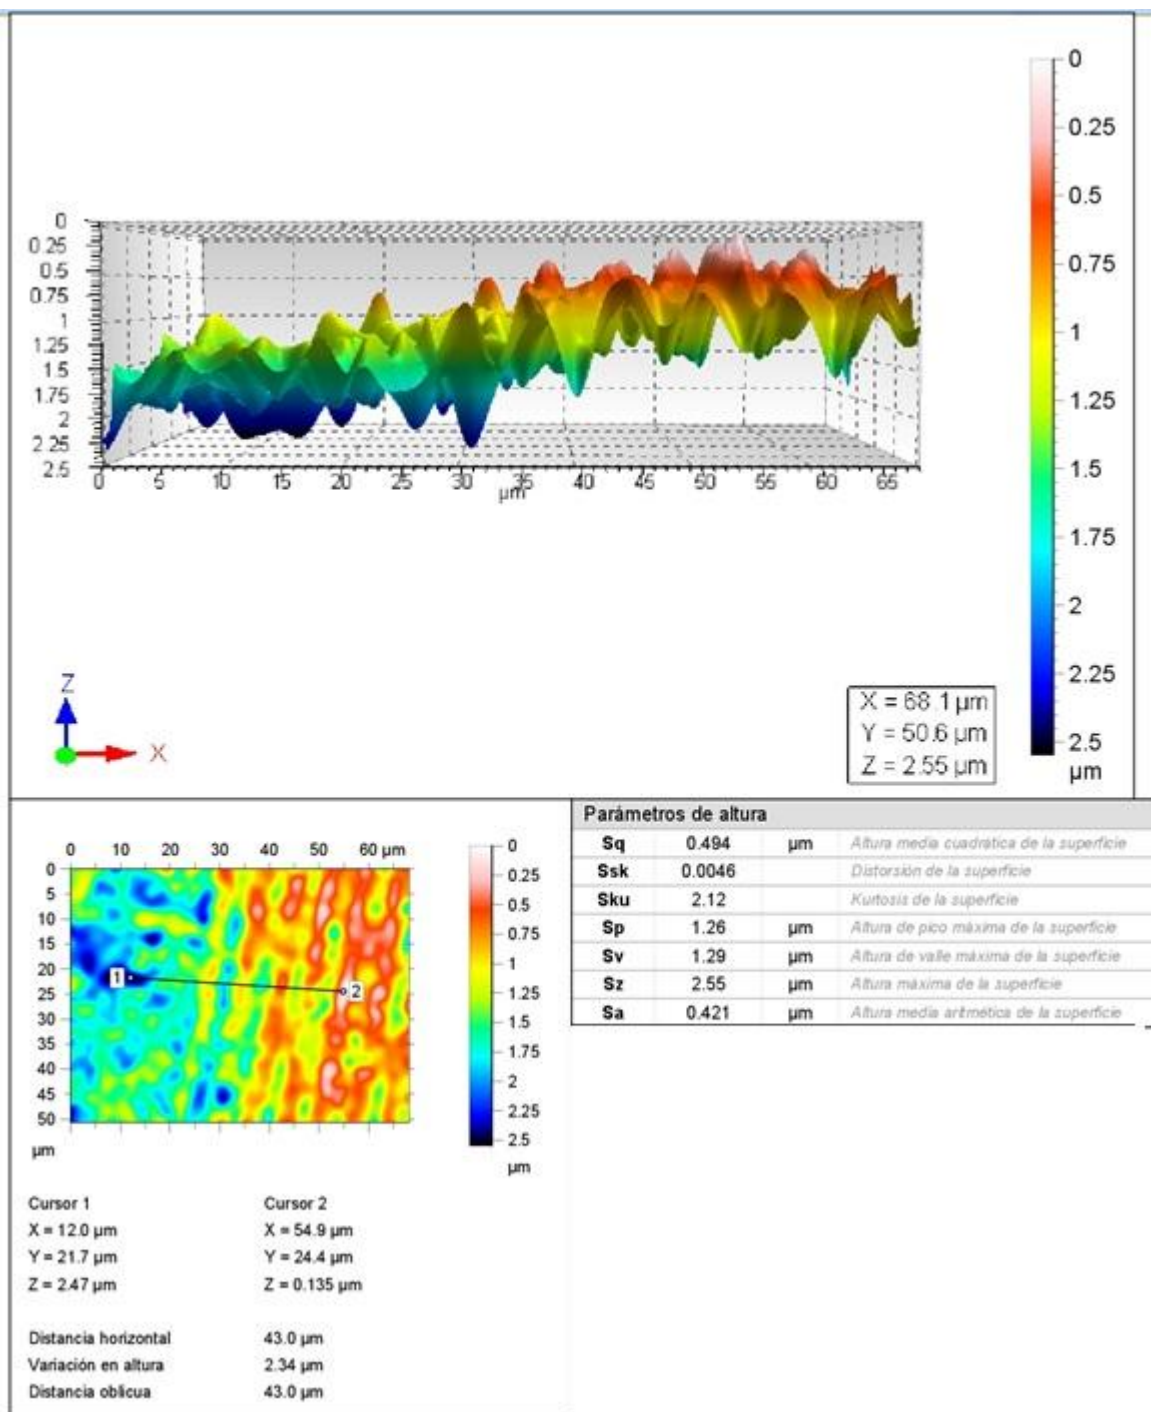 0
0.25
0.5
0.75
1
1.25
1.5
1.75
2
2.25
2.5
µm
0
0.25
0.5
0.75
1
1.25
1.5
1.75
2
2.25
2.5
0 5 10 15 20 25 30 35 40 45 50 55 60 65
µm
Z
X
X = 68.1 µm
Y = 50.6 µm
Z = 2.55 µm
0 10 20 30 40 50 60 µm
0
5
10
15
20
25
30
35
40
45
50
µm
1
2
0
0.25
0.5
0.75
1
1.25
1.5
1.75
2
2.25
2.5
µm
Parámetros de altura
Sq 0.494 µm Altura media cuadrática de la superficie
Ssk 0.0046 Distorsión de la superficie
Sku 2.12 Kurtosis de la superficie
Sp 1.26 µm Altura de pico máxima de la superficie
Sv 1.29 µm Altura de valle máxima de la superficie
Sz 2.55 µm Altura máxima de la superficie
Sa 0.421 µm Altura media aritmética de la superficie
Cursor 1 Cursor 2
X = 12.0 µm X = 54.9 µm
Y = 21.7 µm Y = 24.4 µm
Z = 2.47 µm Z = 0.135 µm
Distancia horizontal 43.0 µm
Variación en altura 2.34 µm
Distancia oblicua 43.0 µm